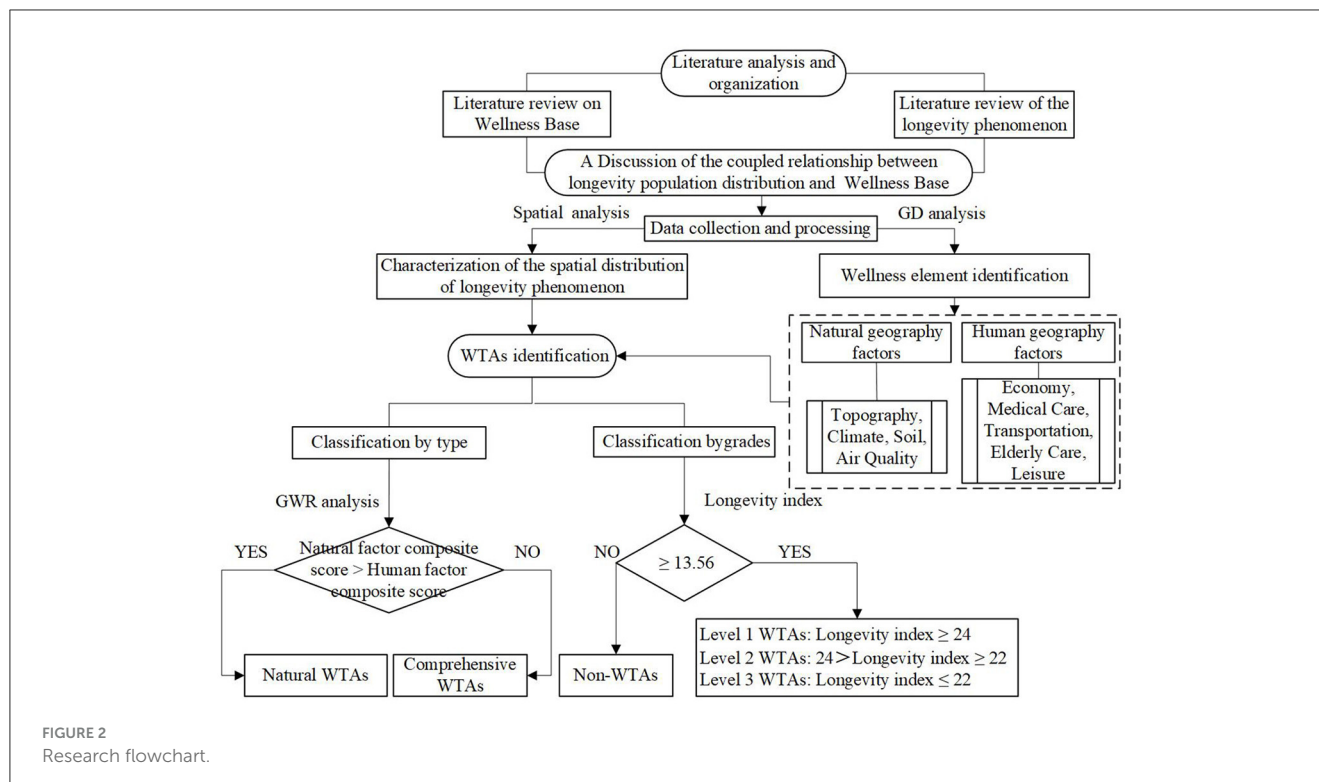 Literature analysis and
organization
Literature review on
Wellness Base
Literature review of the
longevity phenomenon
A Discussion of the coupled relationship between
longevity population distribution and Wellness Base
Spatial analysis
GD analysis
Data collection and processing
Characterization of the spatial distribution
of longevity phenomenon
Wellness element identification
Natural geography
factors
Human geography
factors
WTAs identification
Topography,
Climate, Soil,
Air Quality
Economy,
Medical Care,
Transportation,
Elderly Care,
Leisure
Classification by type
Classification bygrades
GWR analysis
Longevity index
YES
Natural factor composite
score > Human factor
composite score
NO
NO
≥ 13.56
YES
Natural WTAs
Comprehensive
WTAs
Non-WTAs
Level 1 WTAs: Longevity index ≥ 24
Level 2 WTAs: 24＞Longevity index ≥ 22
Level 3 WTAs: Longevity index ≤ 22
FIGURE 2
Research flowchart.